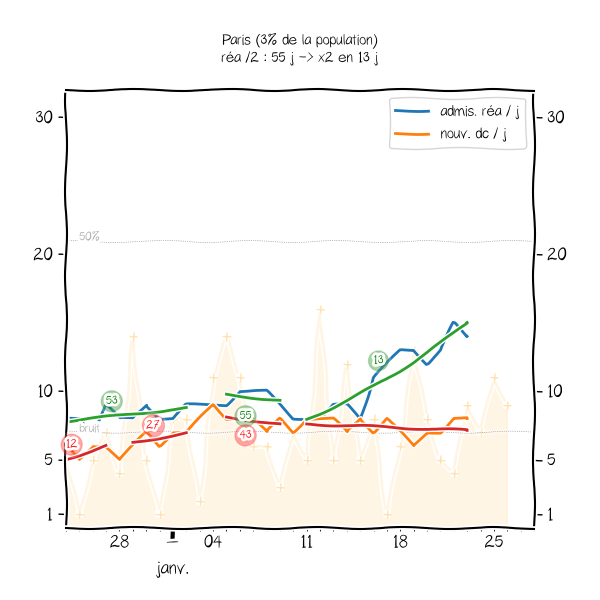 Paris (3% de la population)
réa /2 : 55 j -> x2 en 13 j
admis. réa / j
nouv. dc / j
30 30
50%
20 20
13
10 10
53
55
27
43
bruit
12
5 5
1 1
28 04 11 18 25
janv.